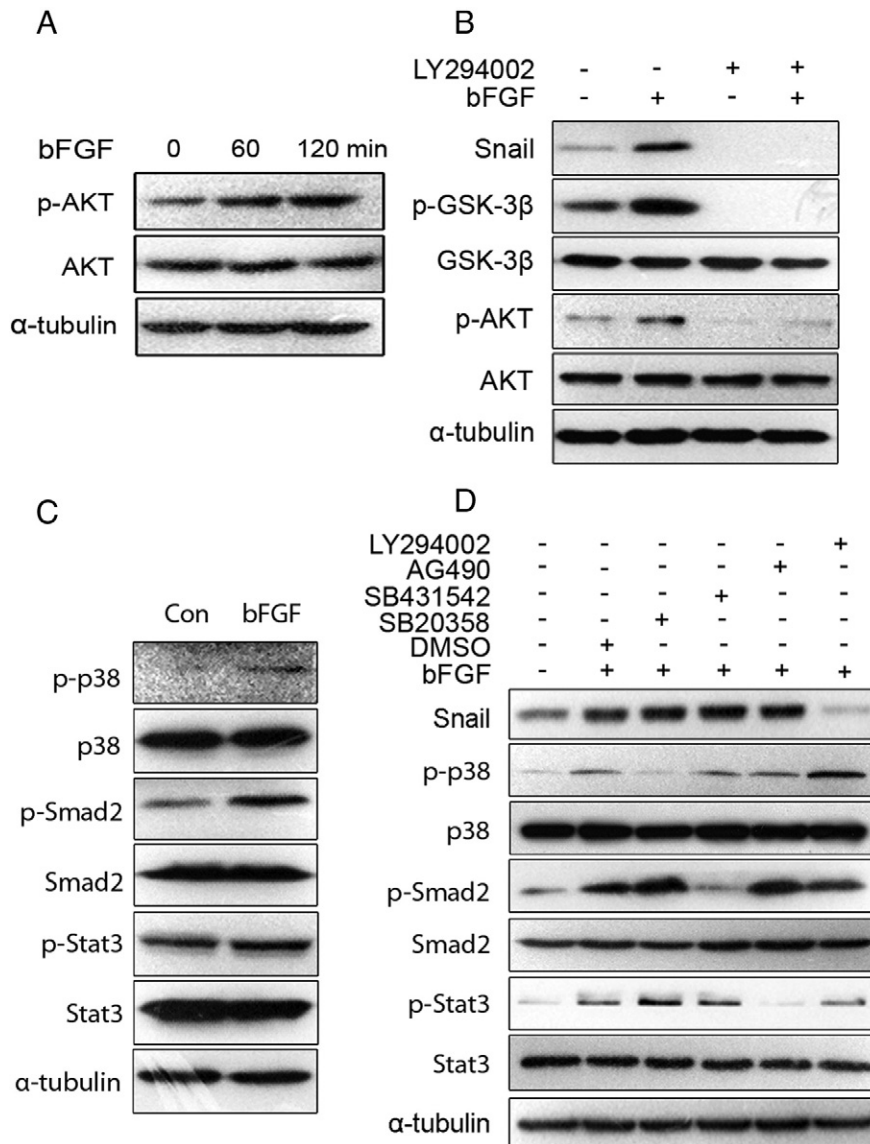 A
bFGF 0 60 120 min
p-AKT
AKT
α-tubulin
B
LY294002 - - + +
bFGF - + - +
Snail
p-GSK-3β
GSK-3β
p-AKT
AKT
α-tubulin
C
Con bFGF
p-p38
p38
p-Smad2
Smad2
p-Stat3
Stat3
α-tubulin
D
LY294002 - - - - - +
AG490 - - - - + -
SB431542 - - - + - -
SB20358 - - + - - -
DMSO - + - - - -
bFGF - + + + + +
Snail
p-p38
p38
p-Smad2
Smad2
p-Stat3
Stat3
α-tubulin